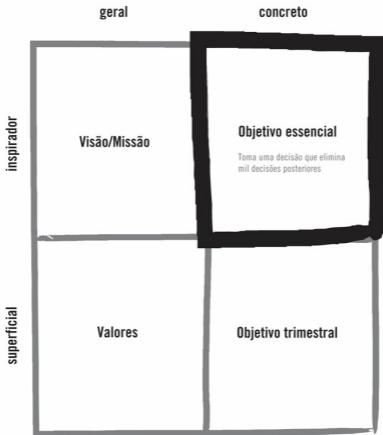 geral
concreto
inspirador
Visão/Missão
Objetivo essencial
Toma uma decisão que elimina
mil decisões posteriores
superficial
Valores
Objetivo trimestral